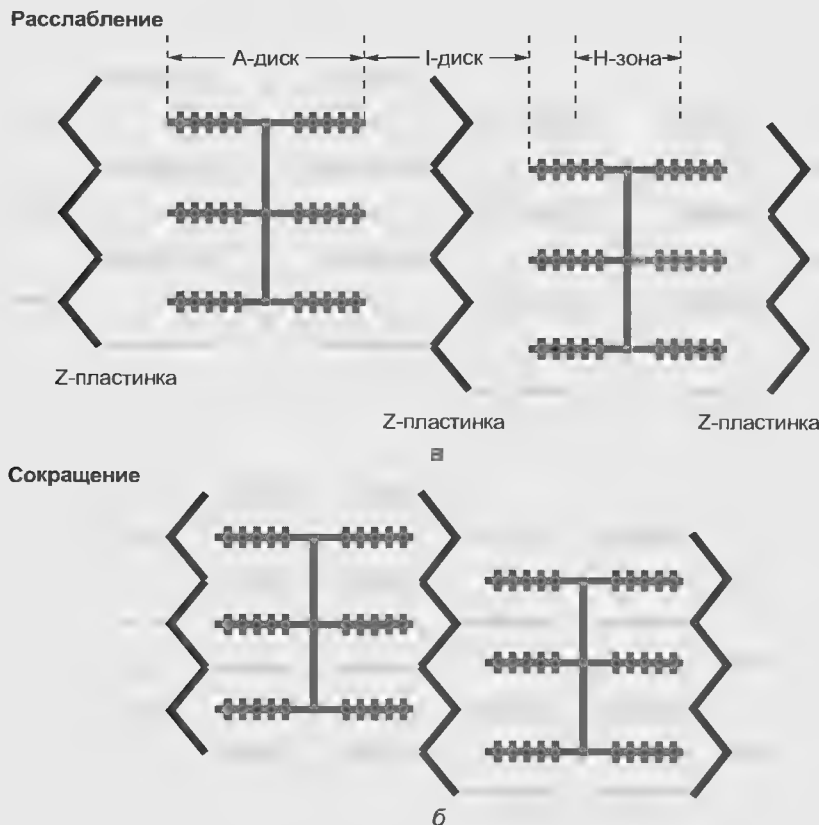 Расслабление
А-диск
I-диск
Н-зона
Z-пластинка
Z-пластинка
Z-пластинка
Сокращение
б